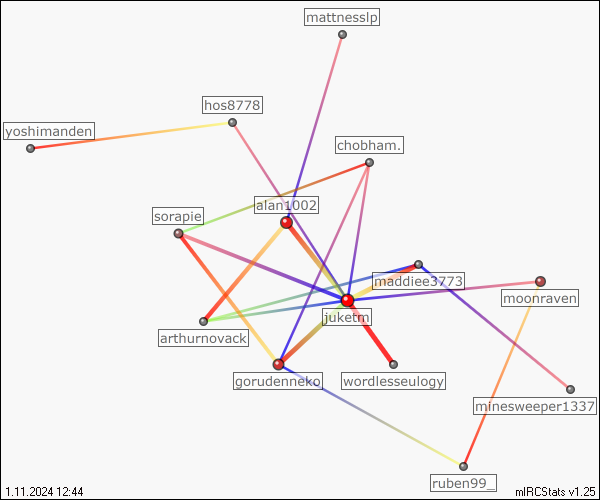 mattnesslp
hos8778
yoshimanden
chobham.
alan1002
sorapie
maddiee3773
moonraven
juketm
arthurnovack
gorudenneko
wordlesseulogy
minesweeper1337
ruben99_
1.11.2024 12:44
mIRCStats v1.25